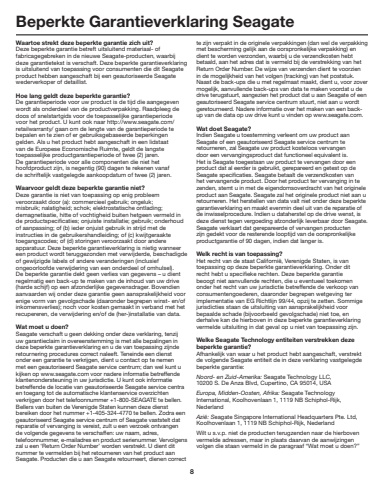 Beperkte Garantieverklaring Seagate
Waartoe strekt deze beperkte garantie zich uit?
Deze beperkte garantie betreft uitsluitend materiaal- of
fabricagegebreken in de nieuwe Seagate-producten, waarbij
deze garantietekst is verschaft. Deze beperkte garantieverklaring
is uitsluitend van toepassing voor consumenten die dit Seagate
product hebben aangeschaft bij een geautoriseerde Seagate
wederverkoper of detaillist.
Hoe lang geldt deze beperkte garantie?
De garantieperiode voor uw product is de tijd die aangegeven
wordt als onderdeel van de productverpakking. Raadpleeg de
doos of snelstartgids voor de toepasselijke garantieperiode
voor het product. U kunt ook naar http://www.seagate.com/
retailwarranty/ gaan om de lengte van de garantieperiode te
bepalen en te zien of er gebruiksgebaseerde beperkingen
gelden. Als u het product hebt aangeschaft in een lidstaat
van de Europese Economische Ruimte, geldt de langste
toepasselijke productgarantieperiode of twee (2) jaren.
De garantieperiode voor alle componenten die niet het
hoofdproduct zijn, is negentig (90) dagen te rekenen vanaf
de schriftelijk vastgelegde aankoopdatum of twee (2) jaren.
Waarvoor geldt deze beperkte garantie niet?
Deze garantie is niet van toepassing op enig probleem
veroorzaakt door (a): commercieel gebruik; ongeluk;
misbruik; nalatigheid; schok; elektrostatische ontlading;
demagnetisatie, hitte of vochtigheid buiten hetgeen vermeld in
de productspecificaties; onjuiste installatie; gebruik; onderhoud
of aanpassing; of (b) ieder onjuist gebruik in strijd met de
instructies in de gebruikershandleiding; of (c) kwijtgeraakte
toegangscodes; of (d) storingen veroorzaakt door andere
apparatuur. Deze beperkte garantieverklaring is nietig wanneer
een product wordt teruggezonden met verwijderde, beschadigde
of gewijzigde labels of andere veranderingen (inclusief
ongeoorloofde verwijdering van een onderdeel of omhulsel).
De beperkte garantie dekt geen verlies van gegevens – u dient
regelmatig een back-up te maken van de inhoud van uw drive
(harde schijf) op een afzonderlijke gegevensdrager. Bovendien
aanvaarden wij onder deze garantie geen aansprakelijkheid voor
enige vorm van gevolgschade (daaronder begrepen winst- en/of
inkomensverlies), noch voor kosten gemaakt in verband met het
recupereren, de verwijdering en/of de (her-)installatie van data.
Wat moet u doen?
Seagate verschaft u geen dekking onder deze verklaring, tenzij
uw garantieclaim in overeenstemming is met alle bepalingen in
deze beperkte garantieverklaring en u de van toepassing zijnde
retournering procedures correct naleeft. Teneinde een dienst
onder een garantie te verkrijgen, dient u contact op te nemen
met een geautoriseerd Seagate service centrum; dan wel kunt u
kijken op www.seagate.com voor nadere informatie betreffende
klantenondersteuning in uw jurisdictie. U kunt ook informatie
betreffende de locatie van geautoriseerde Seagate service centra
en toegang tot de automatische klantenservice overzichten
verkrijgen door het telefoonnummer +1-800-SEAGATE te bellen.
Bellers van buiten de Verenigde Staten kunnen deze dienst
bereiken door het nummer +1-405-324-4770 te bellen. Zodra een
geautoriseerd Seagate service centrum of Seagate vaststelt dat
reparatie of vervanging is vereist, zult u een verzoek ontvangen
de volgende gegevens te verschaffen: uw naam, adres,
telefoonnummer, e-mailadres en product serienummer. Vervolgens
zal u een 'Return Order Number' worden verstrekt. U dient dit
nummer te vermelden bij het retourneren van het product aan
Seagate. Producten die u aan Seagate retourneert, dienen correct
te zijn verpakt in de originele verpakkingen (dan wel de verpakking
met bescherming gelijk aan de oorspronkelijke verpakking) en
dient te worden verzonden, waarbij u de verzendkosten hebt
betaald, aan het adres dat is vermeld bij de verstrekking van het
Return Order Number. De wijze van verzenden dient te voorzien
in de mogelijkheid van het volgen (tracking) van het poststuk.
Naast de back-ups die u met regelmaat maakt, dient u, voor zover
mogelijk, aanvullende back-ups van data te maken voordat u de
drive terugstuurt, aangezien het product dat u aan Seagate of een
geautoriseerd Seagate service centrum stuurt, niet aan u wordt
geretourneerd. Nadere informatie over het maken van een back-
up van de data op uw drive kunt u vinden op www.seagate.com.
Wat doet Seagate?
Indien Seagate u toestemming verleent om uw product aan
Seagate of een geautoriseerd Seagate service centrum te
retourneren, zal Seagate uw product kosteloos vervangen
door een vervangingsproduct dat functioneel equivalent is.
Het is Seagate toegestaan uw product te vervangen door een
product dat al eerder is gebruikt, gerepareerd en getest op de
Seagate specificaties. Seagate betaalt de verzendkosten van
het vervangende product. Door het product ter vervanging in te
zenden, stemt u in met de eigendomsoverdracht van het originele
product aan Seagate. Seagate zal het originele product niet aan u
retourneren. Het herstellen van data valt niet onder deze beperkte
garantieverklaring en maakt evenmin deel uit van de reparatie of
de inwisselprocedure. Indien u dataherstel op de drive wenst, is
deze dienst tegen vergoeding afzonderlijk leverbaar door Seagate.
Seagate verklaart dat gerepareerde of vervangen producten
zijn gedekt voor de resterende looptijd van de oorspronkelijke
productgarantie of 90 dagen, indien dat langer is.
Welk recht is van toepassing?
Het recht van de staat Californië, Verenigde Staten, is van
toepassing op deze beperkte garantieverklaring. Onder dit
recht hebt u specifieke rechten. Deze beperkte garantie
beoogt niet aanvullende rechten, die u eventueel toekomen
onder het recht van uw jurisdictie betreffende de verkoop van
consumentengoederen, daaronder begrepen wetgeving ter
implementatie van EG Richtlijn 99/44, opzij te zetten. Sommige
jurisdicties staan de uitsluiting van aansprakelijkheid voor
bepaalde schade (bijvoorbeeld gevolgschade) niet toe, en
derhalve kan de hierboven in deze beperkte garantieverklaring
vermelde uitsluiting in dat geval op u niet van toepassing zijn.
Welke Seagate Technology entiteiten verstrekken deze
beperkte garantie?
Afhankelijk van waar u het product hebt aangeschaft, verstrekt
de volgende Seagate entiteit die in deze verklaring vastgelegde
beperkte garantie:
Noord- en Zuid-Amerika: Seagate Technology LLC,
10200 S. De Anza Blvd, Cupertino, CA 95014, USA
Europa, Midden-Oosten, Afrika: Seagate Technology
International, Koolhovenlaan 1, 1119 NB Schiphol-Rijk,
Nederland
Azië: Seagate Singapore International Headquarters Pte. Ltd,
Koolhovenlaan 1, 1119 NB Schiphol-Rijk, Nederland
Wilt u s.v.p. niet de producten terugzenden naar de hierboven
vermelde adressen, maar in plaats daarvan de aanwijzingen
volgen die staan vermeld in de paragraaf "Wat moet u doen?"
8